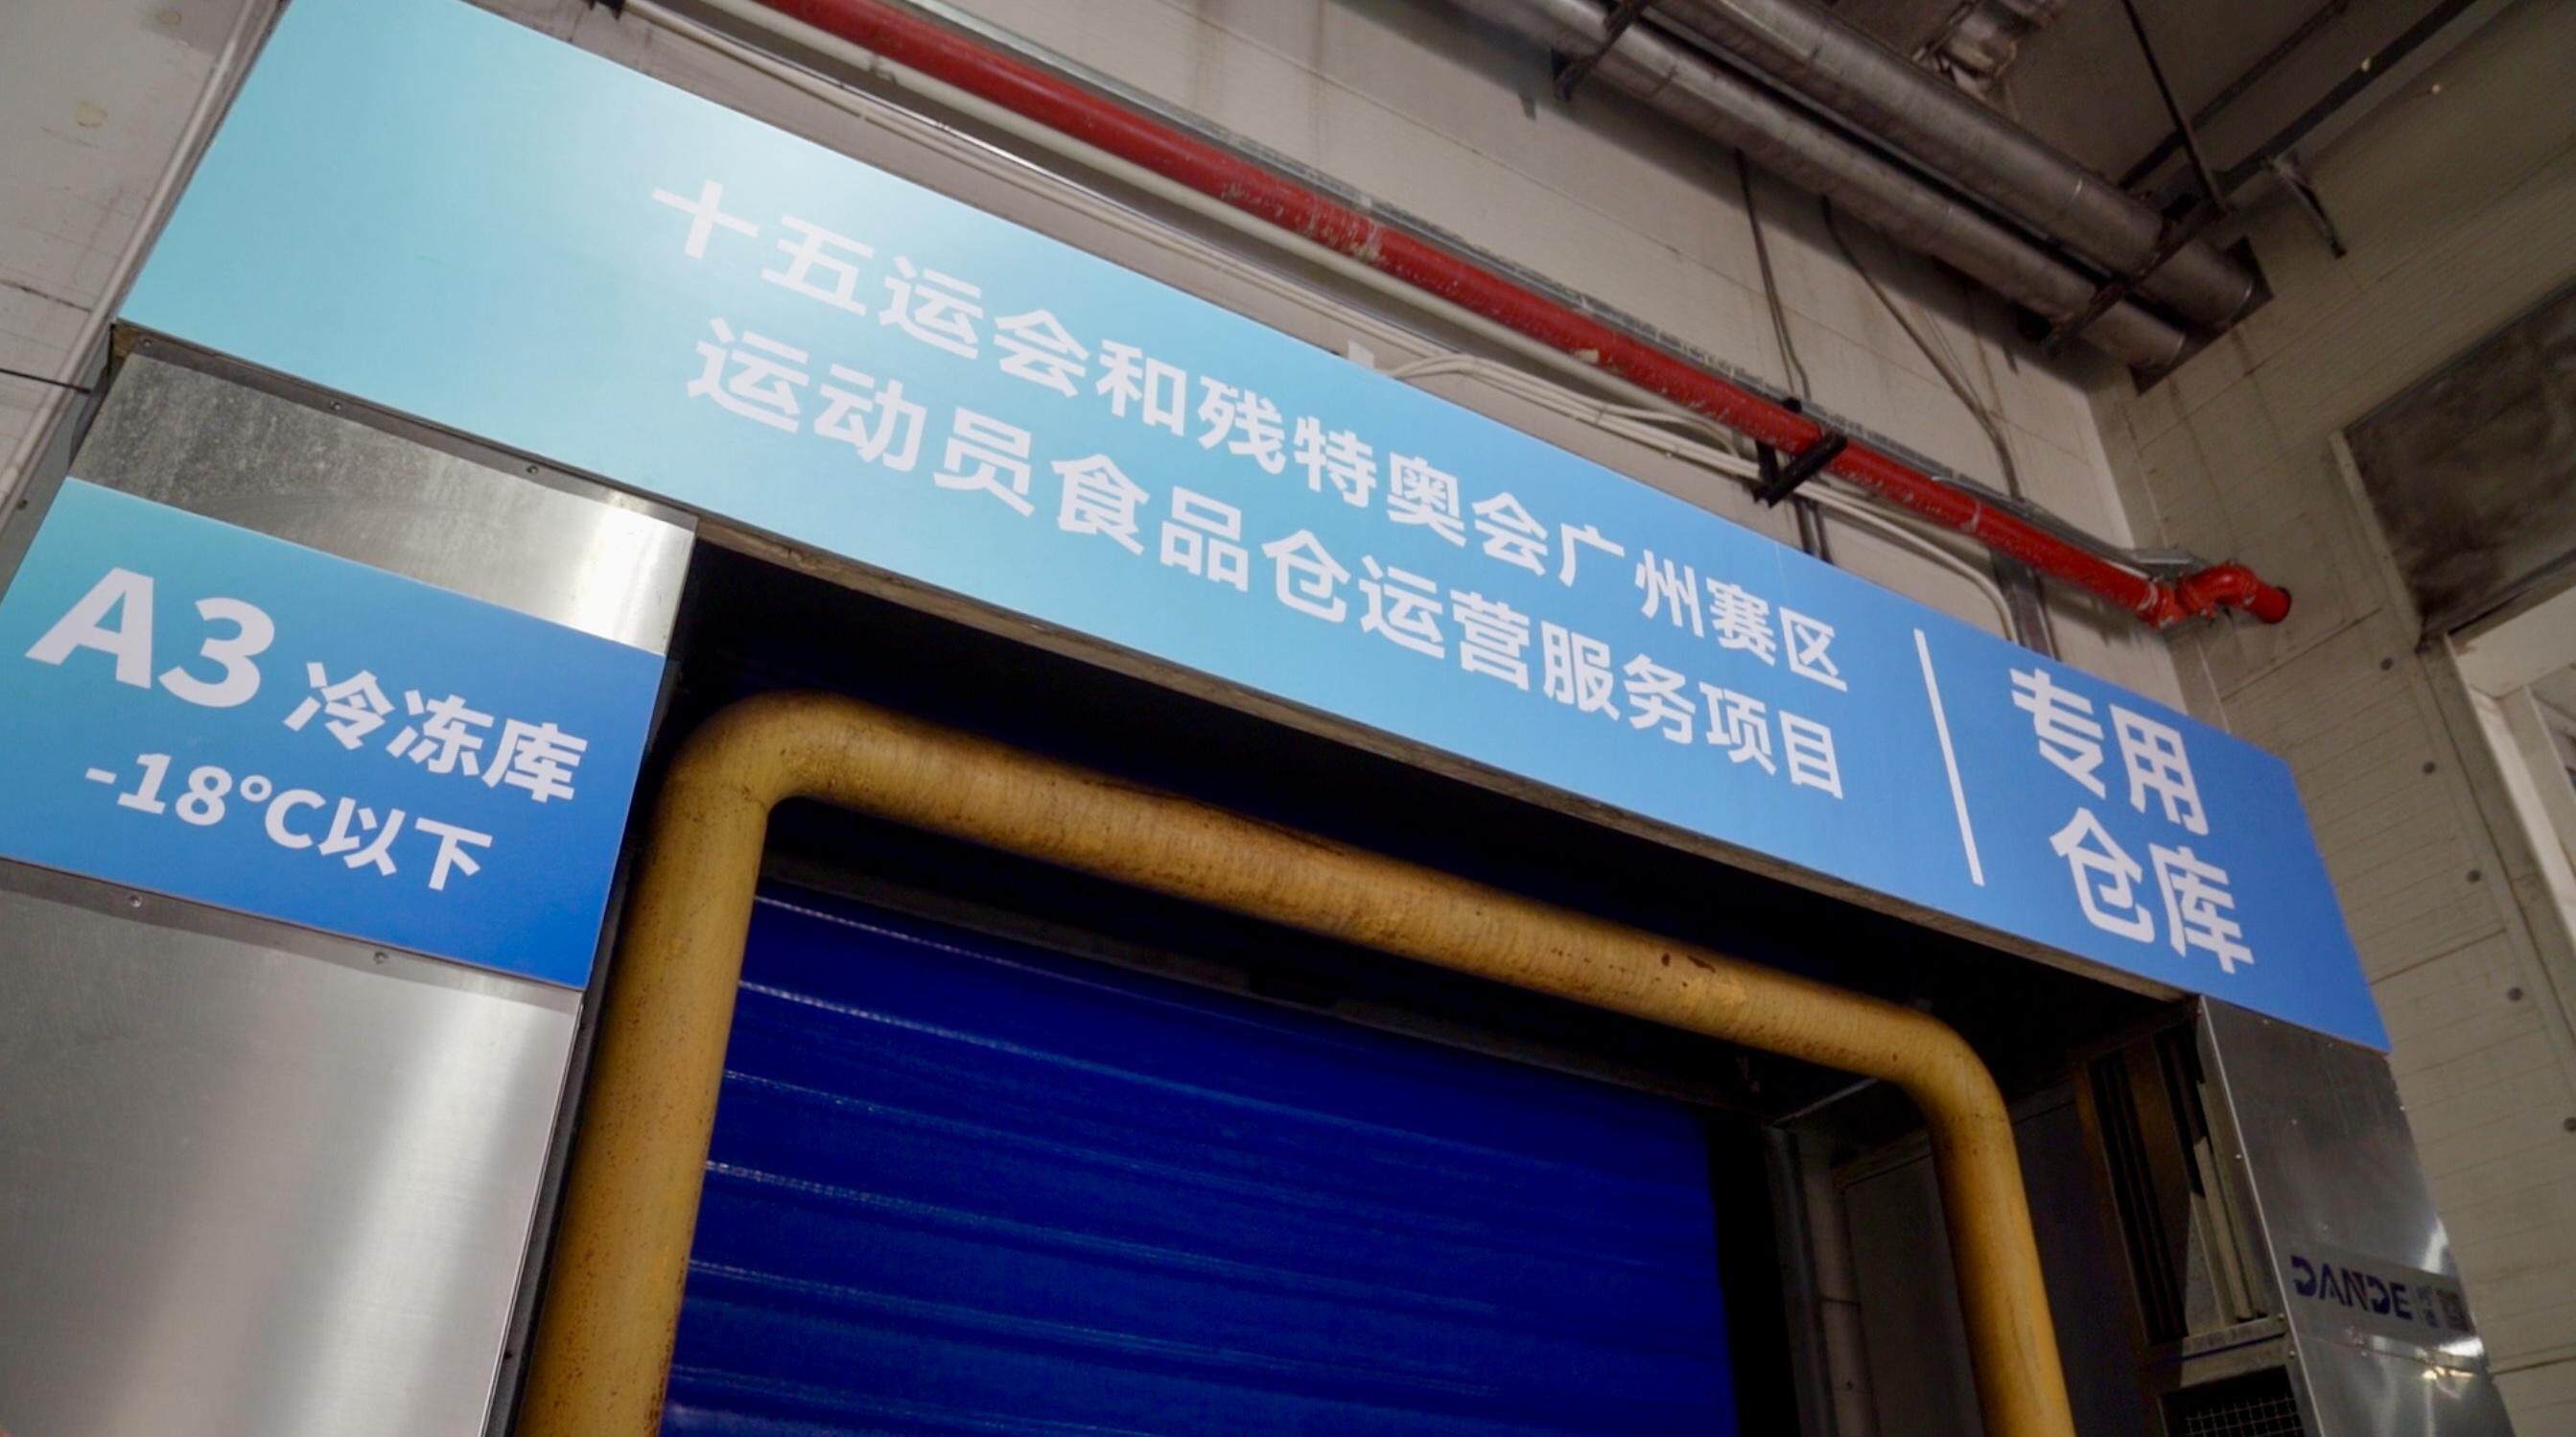 十五运会和残特奥会广州赛区
运动员食品仓运营服务项目
专用
仓库
A3 冷冻库
-18℃以下
DANDE